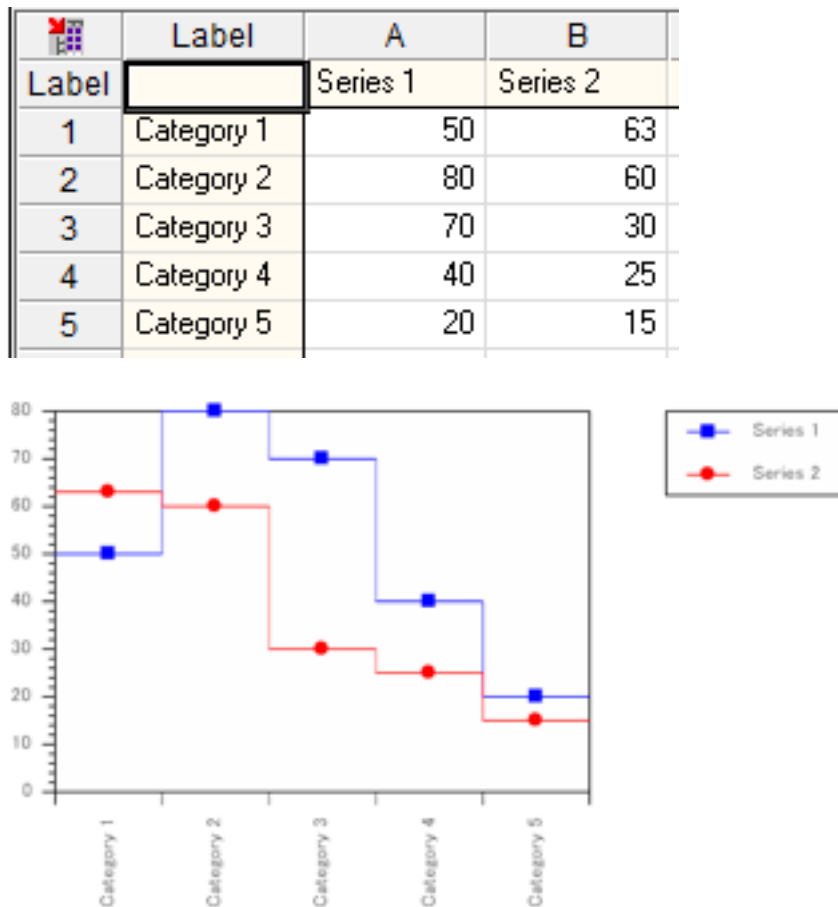 Label A B
Label Series 1 Series 2
1 Category 1 50 63
2 Category 2 80 60
3 Category 3 70 30
4 Category 4 40 25
5 Category 5 20 15
80
70
60
50
40
30
20
10
0
Category 1
Category 2
Category 3
Category 4
Category 5
Series 1
Series 2